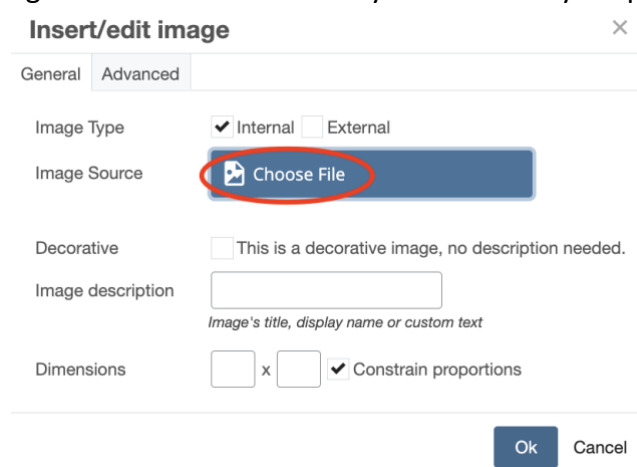 Insert/edit image ×
General Advanced
Image Type Internal External
Image Source Choose File
Decorative This is a decorative image, no description needed.
Image description
Image's title, display name or custom text
Dimensions x Constrain proportions
Ok Cancel